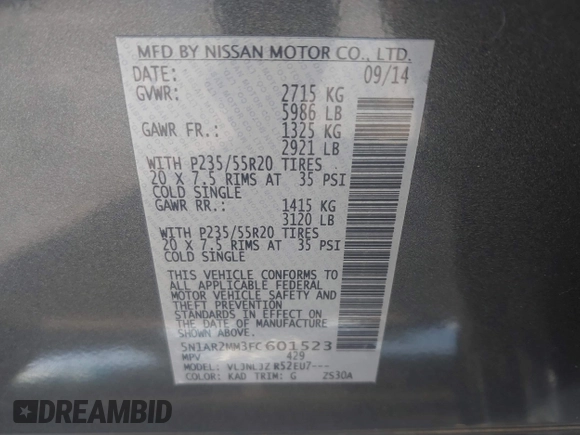 MFD BY NISSAN MOTOR CO., LTD.
DATE: 09/14
GVWR: 2715 KG
5986 LB
GAWR FR.: 1325 KG
2921 LB
WITH P235/55R20 TIRES
20 X 7.5 RIMS AT 35 PSI
COLD SINGLE
GAWR RR.: 1415 KG
3120 LB
WITH P235/55R20 TIRES
20 X 7.5 RIMS AT 35 PSI
COLD SINGLE
THIS VEHICLE CONFORMS TO
ALL APPLICABLE FEDERAL
MOTOR VEHICLE SAFETY AND
THEFT PREVENTION
STANDARDS IN EFFECT ON
THE DATE OF MANUFACTURE
SHOWN ABOVE.
5N1AR2MM3FC601523
MPV 429
MODEL: VLJNLJZ R52EU7---
COLOR: KAD TRIM: G 2S30A
DREAMBID